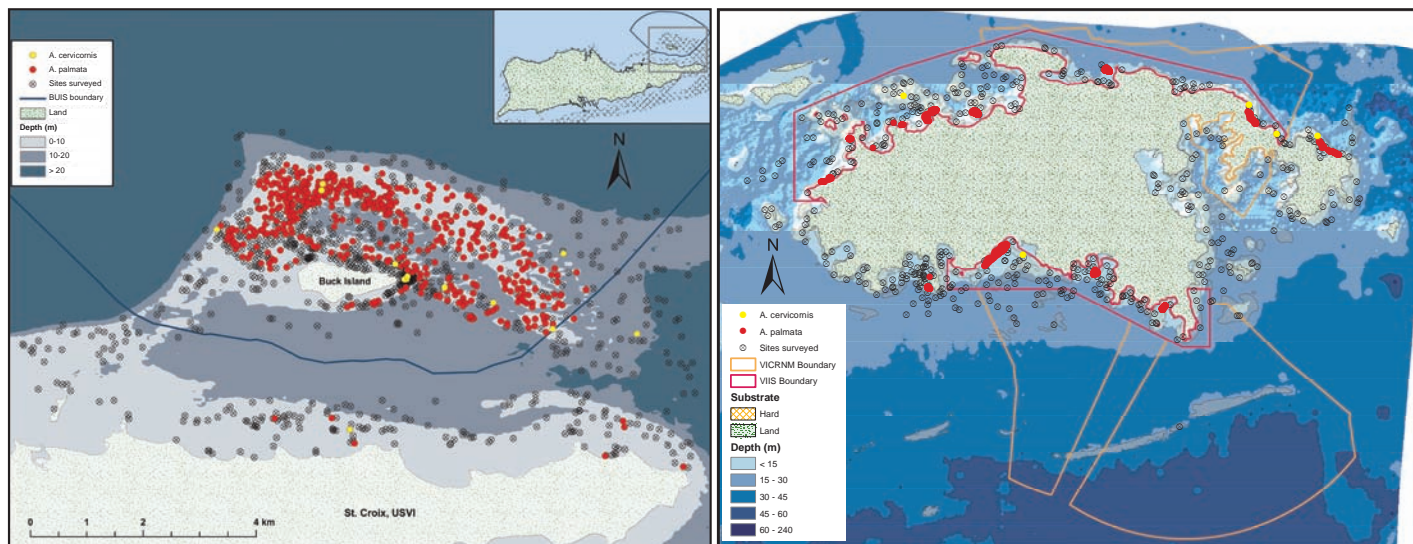 A. cervicornis
A. palmata
Sites surveyed
BUIS boundary
Land
Depth (m)
0-10
10-20
> 20
N
Buck Island
St. Croix, USVI
0 2 4 km
N
A. cervicornis
A. palmata
Sites surveyed
VICRNM Boundary
VIIS Boundary
Substrate
Hard
Land
Depth (m)
< 15
15 - 30
30 - 45
45 - 60
60 - 240